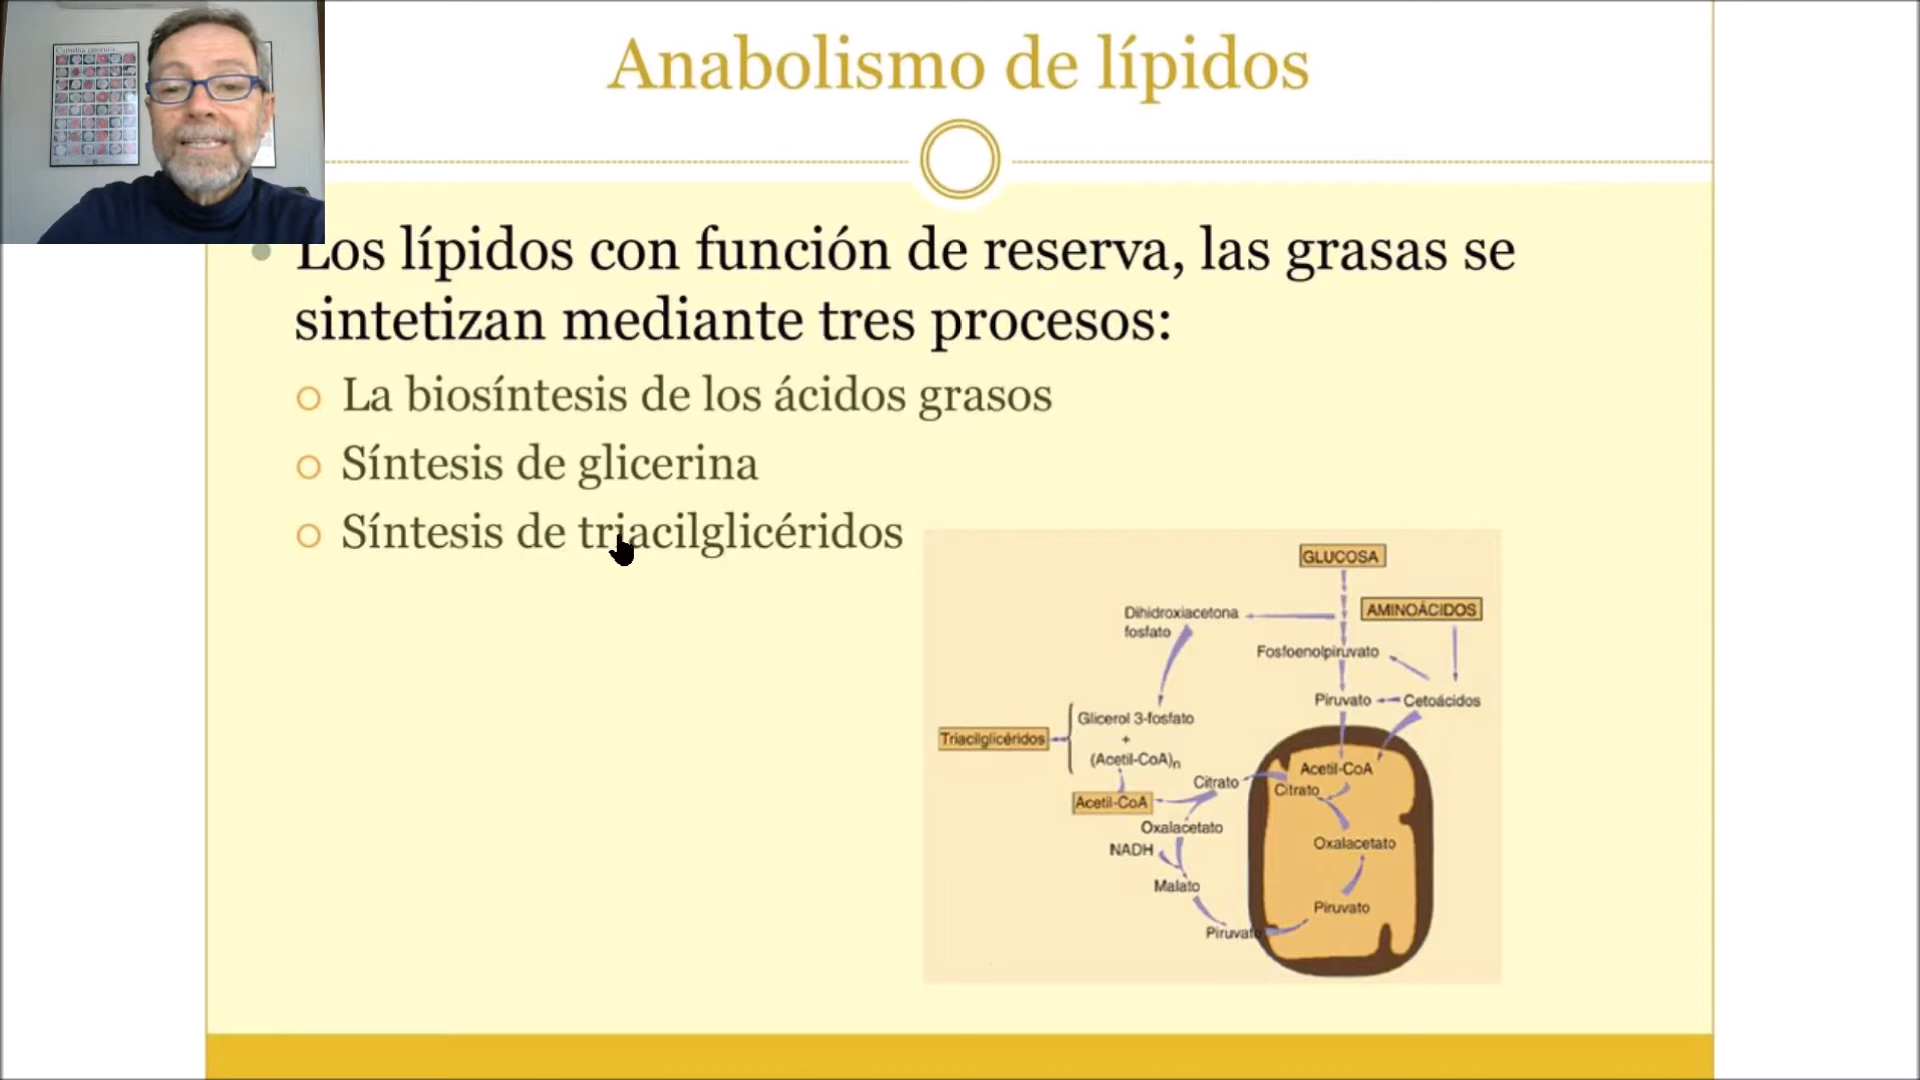 Camellia japonica
Anabolismo de lípidos
Los lípidos con función de reserva, las grasas se
sintetizan mediante tres procesos:
La biosíntesis de los ácidos grasos
Síntesis de glicerina
Síntesis de triacilglicéridos
GLUCOSA
AMINOÁCIDOS
Dihidroxiacetona
fosfato
Fosfoenolpiruvato
Piruvato
Cetoácidos
Glicerol 3-fosfato
+
(Acetil-CoA)n
Triacilglicéridos
Acetil-CoA
Citrato
Acetil-CoA
Citrato
Oxalacetato
NADH
Oxalacetato
Malato
Piruvato
Piruvato